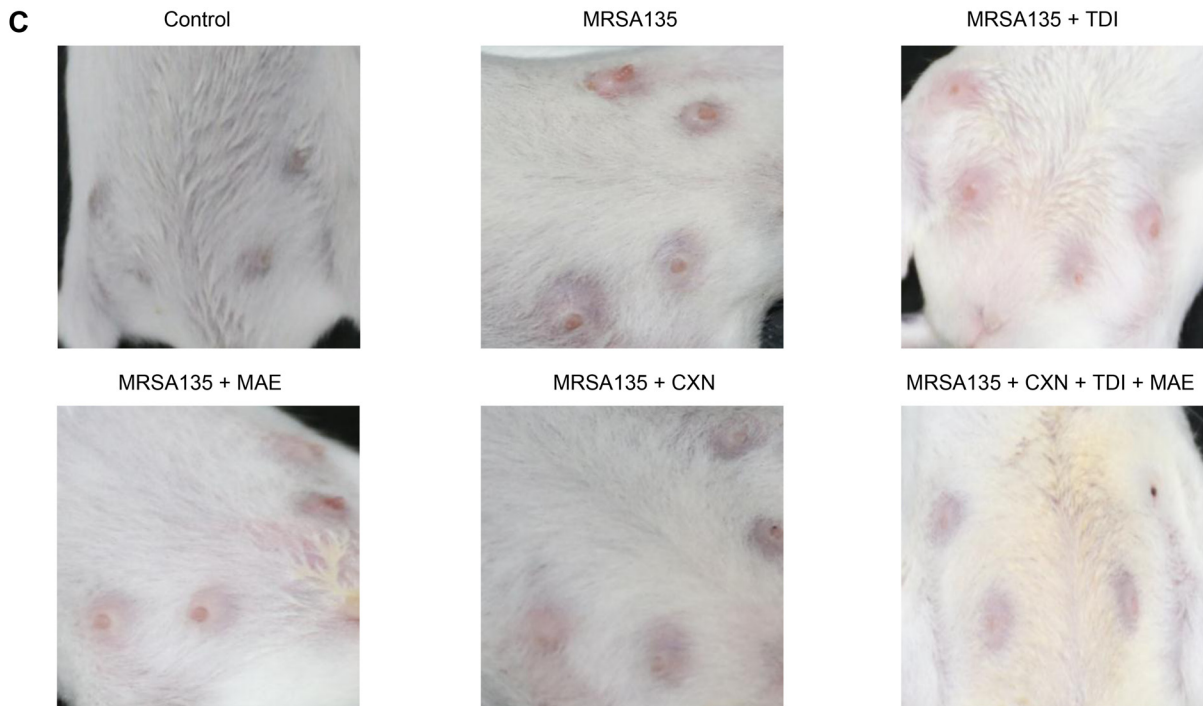 C
Control
MRSA135
MRSA135 + TDI
MRSA135 + MAE
MRSA135 + CXN
MRSA135 + CXN + TDI + MAE